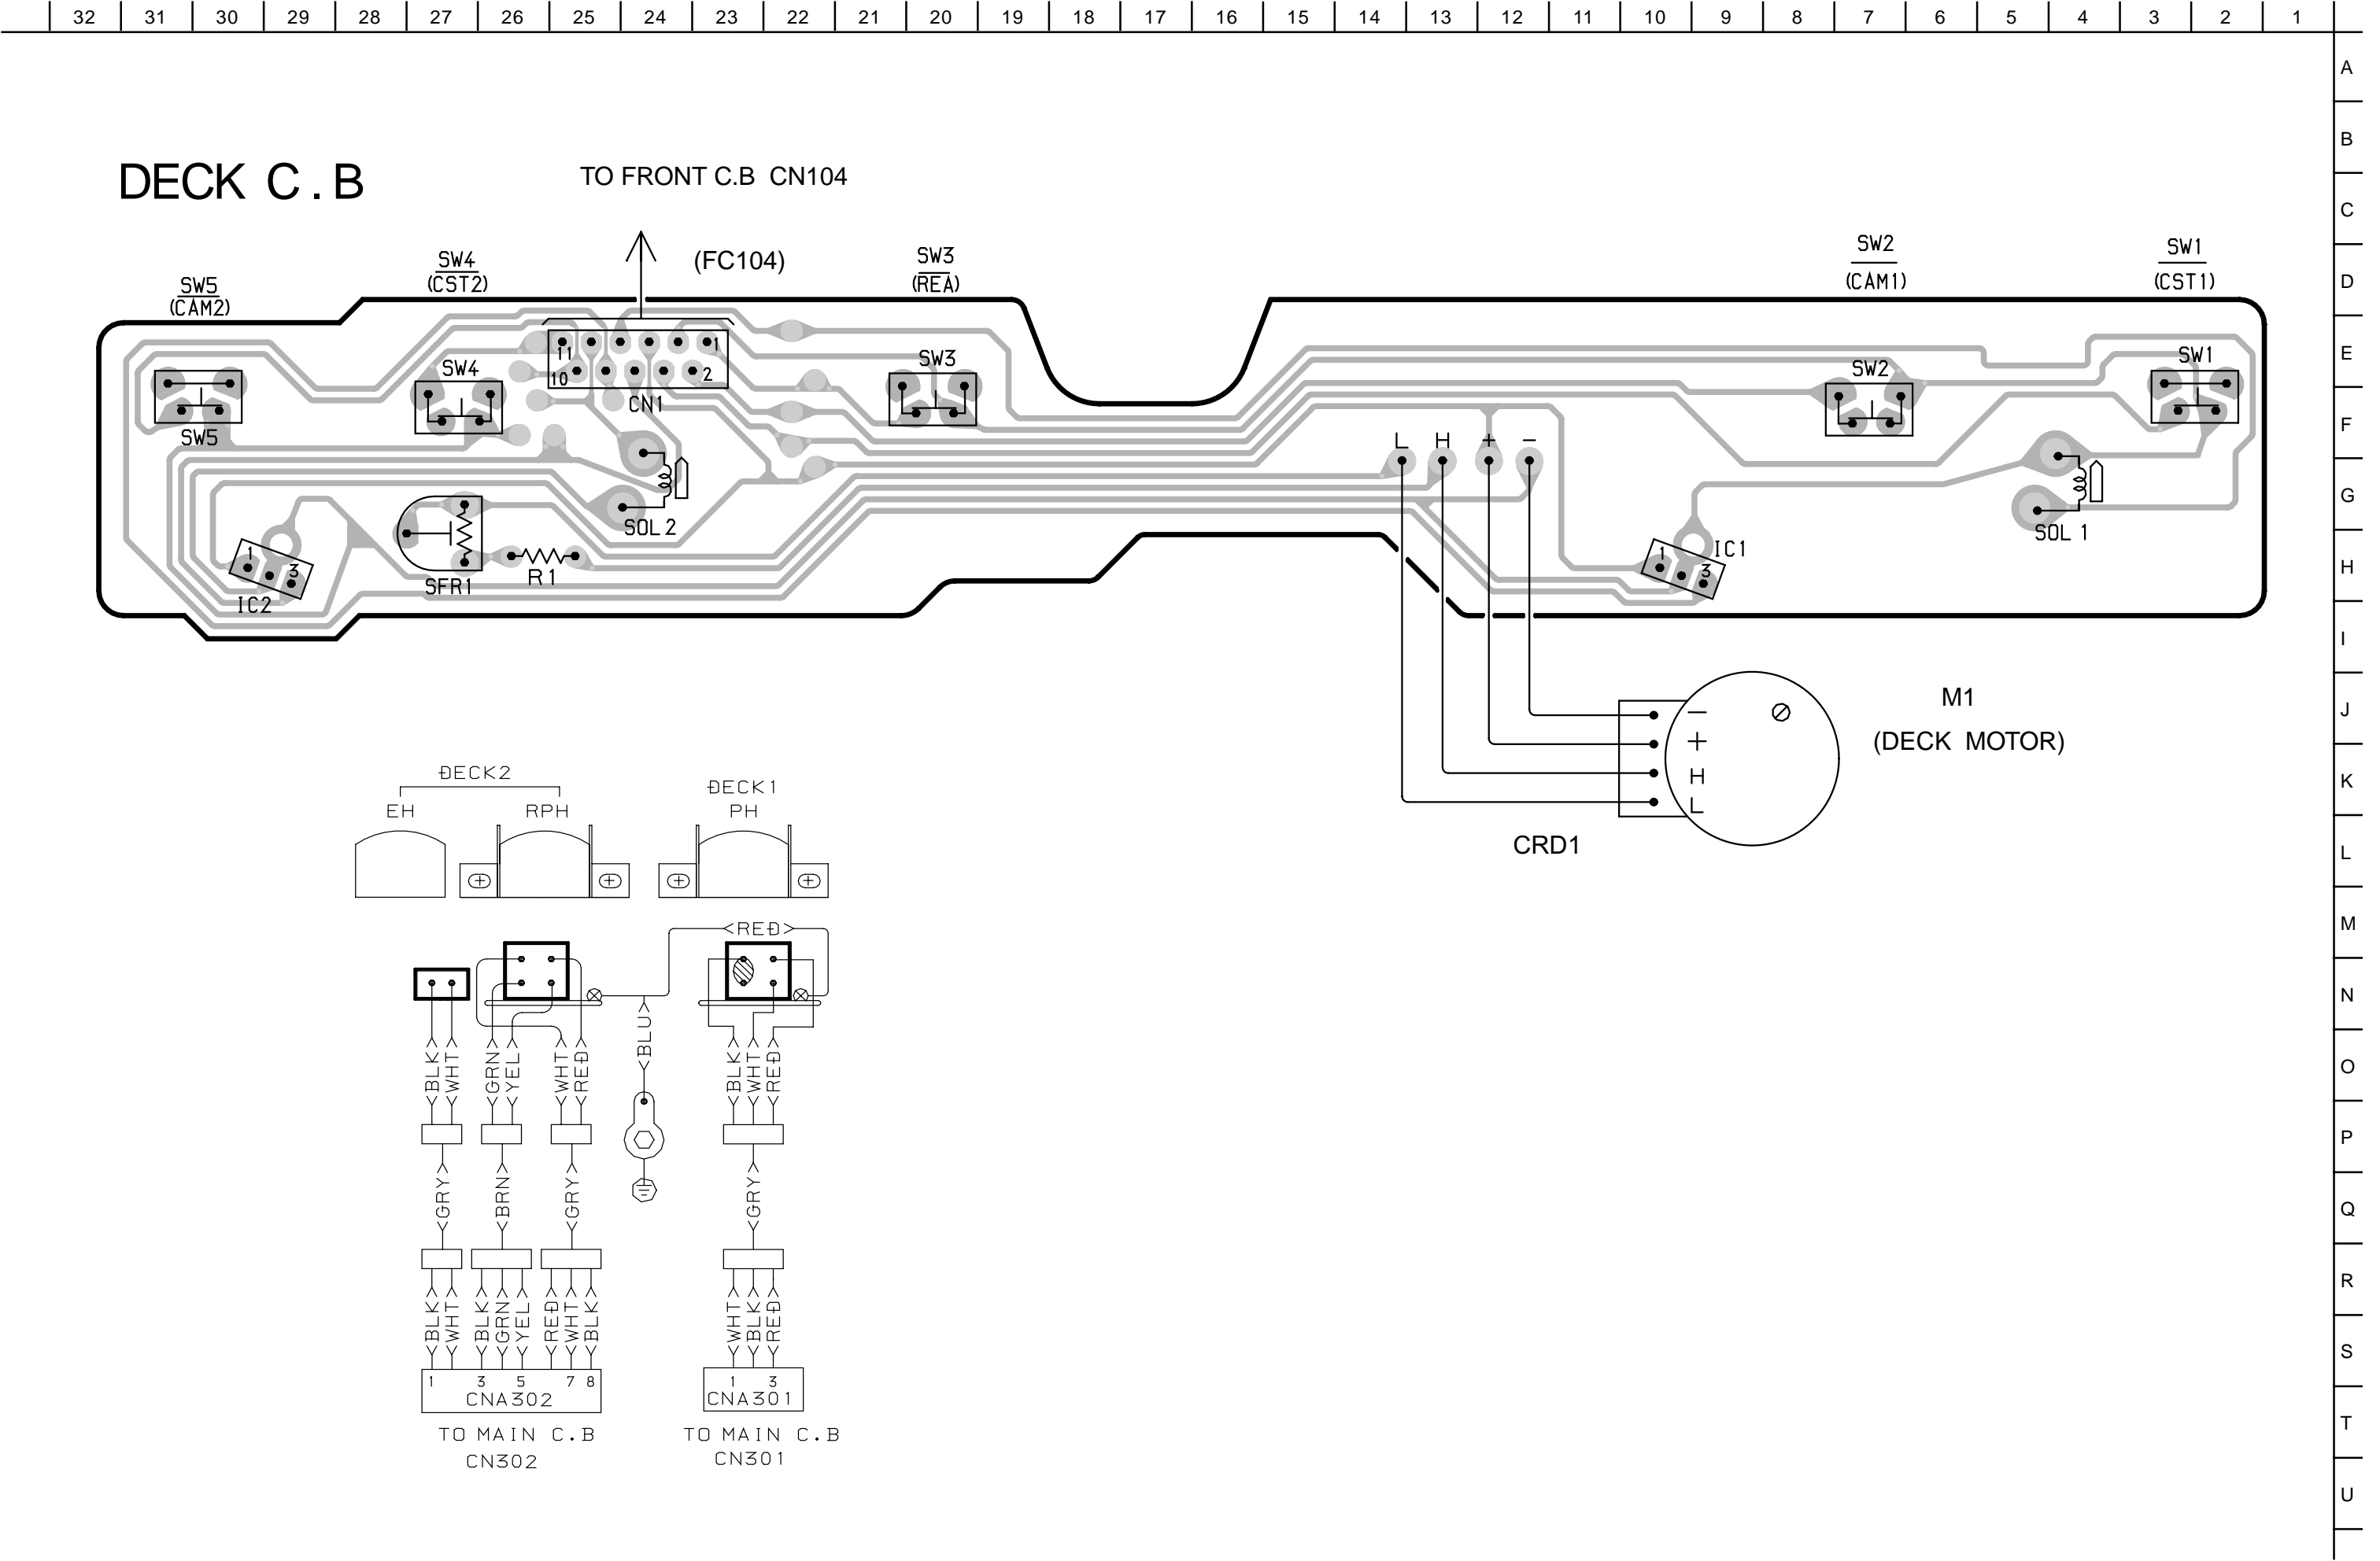 32 31 30 29 28 27 26 25 24 23 22 21 20 19 18 17 16 15 14 13 12 11 10 9 8 7 6 5 4 3 2 1
A
B
DECK C.B
TO FRONT C.B CN104
C
(FC104)
SW5
(CAM2)
SW4
(CST2)
SW3
(REA)
SW2
(CAM1)
SW1
(CST1)
D
11
1
10
2
CN1
SW4
SW3
SW2
SW1
E
SW5
F
L H + −
SOL 2
SOL 1
G
1
3
IC2
SFR1
R1
1
3
IC1
H
I
M1
(DECK MOTOR)
−
+
H
L
J
DECK2
DECK1
EH
RPH
PH
K
CRD1
L
<RED>
M
N
<BLU>
<BLK>
<WHT>
<GRN>
<YEL>
<WHT>
<RED>
<BLK>
<WHT>
<RED>
O
P
<GRY>
<BRN>
<GRY>
<GRY>
Q
R
<BLK>
<WHT>
<BLK>
<GRN>
<YEL>
<RED>
<WHT>
<BLK>
<WHT>
<BLK>
<RED>
S
1 3 5 7 8
CNA302
1 3
CNA301
T
TO MAIN C.B
CN302
TO MAIN C.B
CN301
U